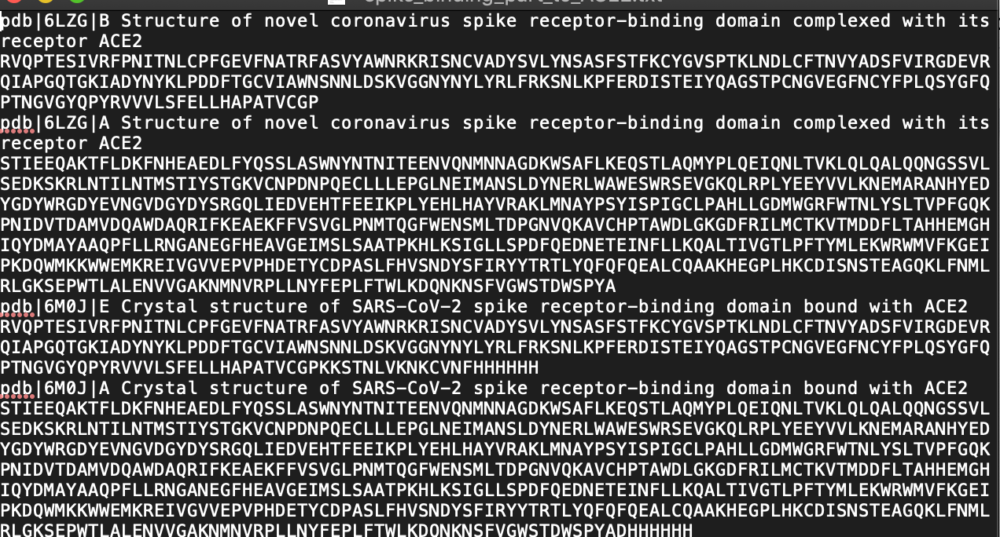 spike_binding_part_to_ACE2.txt
pdb|6LZG|B Structure of novel coronavirus spike receptor-binding domain complexed with its
receptor ACE2
RVQPTESIVRFPNITNLCPFGEVFNATRFASVYAWNRKRISNCVADYSVLYNSASFSTFKCYGVSPTKLNDLCFTNVYADSFVIRGDEVR
QIAPGQTGKIADYNYKLPDDFTGCVIAWNSNNLDSKVGGNYNYLYRLFRKSNLKPFERDISTEIYQAGSTPCNGVEGFNCYFPLQSYGFQ
PTNGVGYQPYRVVVLSFELLHAPATVCGP
pdb|6LZG|A Structure of novel coronavirus spike receptor-binding domain complexed with its
receptor ACE2
STIEEQAKTFLDKFNHEAEDLFYQSSLASWNYNTNITEENVQNMNNAGDKWSAFLKEQSTLAQMYPLQEIQNLTVKLQLQALQQNGSSVL
SEDKSKRLNTILNTMSTIYSTGKVCNPDNPQECLLLEPGLNEIMANSLDYNERLWAWESWRSEVGKQLRPLYEEYVVLKNEMARANHYED
YGDYWRGDYEVNGVDGYDYSRGQLIEDVEHTFEEIKPLYEHLHAYVRAKLMNAYPSYISPIGCLPAHLLGDMWGRFWTNLYSLTVPFGQK
PNIDVTDAMVDQAWDAQRIFKEAEKFFVSVGLPNMTQGFWENSMLTDPGNVQKAVCHPTAWDLGKGDFRILMCTKVTMDDFLTAHHEMGH
IQYDMAYAAQPFLLRNGANEGFHEAVGEIMSLSAATPKHLKSIGLLSPDFQEDNETEINFLLKQALTIVGTLPFTYMLEKWRWMVFKGEI
PKDQWMKKWWEMKREIVGVVEPVPHDETYCDPASLFHVSNDYSFIRYYTRTLYQFQFQEALCQAAKHEGPLHKCDISNSTEAGQKLFNML
RLGKSEPWTLALENVVGAKNMNVRPLLNYFEPLFTWLKDQNKNSFVGWSTDWSPYA
pdb|6M0J|E Crystal structure of SARS-CoV-2 spike receptor-binding domain bound with ACE2
RVQPTESIVRFPNITNLCPFGEVFNATRFASVYAWNRKRISNCVADYSVLYNSASFSTFKCYGVSPTKLNDLCFTNVYADSFVIRGDEVR
QIAPGQTGKIADYNYKLPDDFTGCVIAWNSNNLDSKVGGNYNYLYRLFRKSNLKPFERDISTEIYQAGSTPCNGVEGFNCYFPLQSYGFQ
PTNGVGYQPYRVVVLSFELLHAPATVCGPKKSTNLVKNKCVNFHHHHHH
pdb|6M0J|A Crystal structure of SARS-CoV-2 spike receptor-binding domain bound with ACE2
STIEEQAKTFLDKFNHEAEDLFYQSSLASWNYNTNITEENVQNMNNAGDKWSAFLKEQSTLAQMYPLQEIQNLTVKLQLQALQQNGSSVL
SEDKSKRLNTILNTMSTIYSTGKVCNPDNPQECLLLEPGLNEIMANSLDYNERLWAWESWRSEVGKQLRPLYEEYVVLKNEMARANHYED
YGDYWRGDYEVNGVDGYDYSRGQLIEDVEHTFEEIKPLYEHLHAYVRAKLMNAYPSYISPIGCLPAHLLGDMWGRFWTNLYSLTVPFGQK
PNIDVTDAMVDQAWDAQRIFKEAEKFFVSVGLPNMTQGFWENSMLTDPGNVQKAVCHPTAWDLGKGDFRILMCTKVTMDDFLTAHHEMGH
IQYDMAYAAQPFLLRNGANEGFHEAVGEIMSLSAATPKHLKSIGLLSPDFQEDNETEINFLLKQALTIVGTLPFTYMLEKWRWMVFKGEI
PKDQWMKKWWEMKREIVGVVEPVPHDETYCDPASLFHVSNDYSFIRYYTRTLYQFQFQEALCQAAKHEGPLHKCDISNSTEAGQKLFNML
RLGKSEPWTLALENVVGAKNMNVRPLLNYFEPLFTWLKDQNKNSFVGWSTDWSPYADHHHHHH